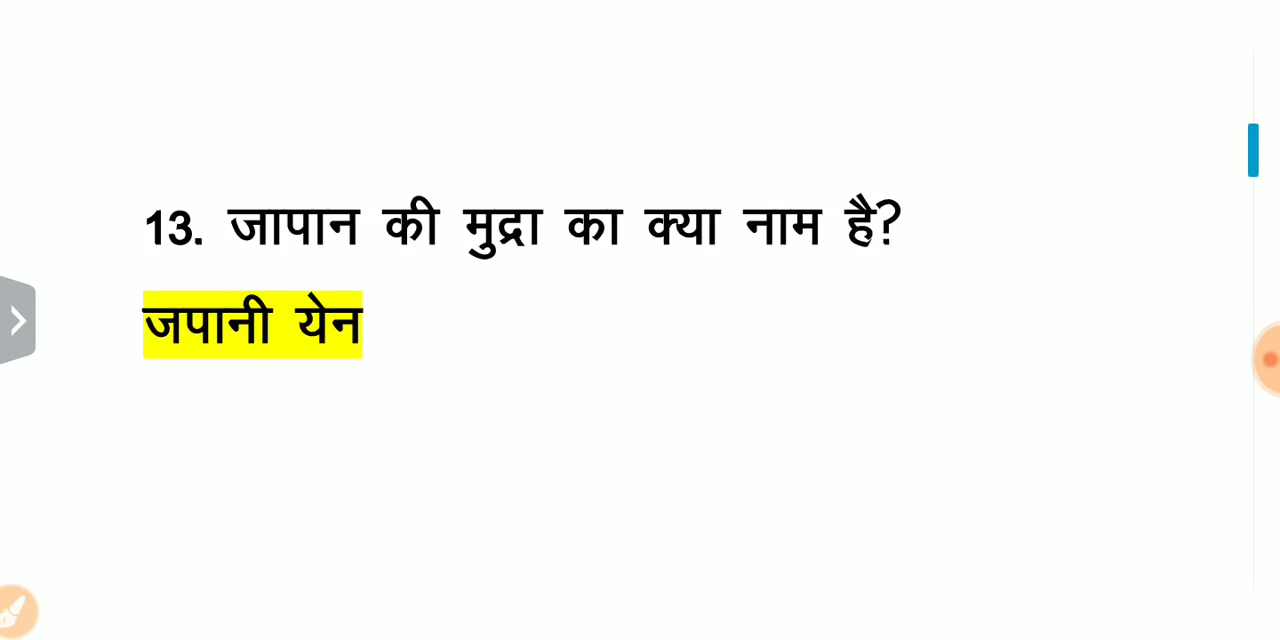 13. जापान की मुद्रा का क्या नाम है?
जपानी येन